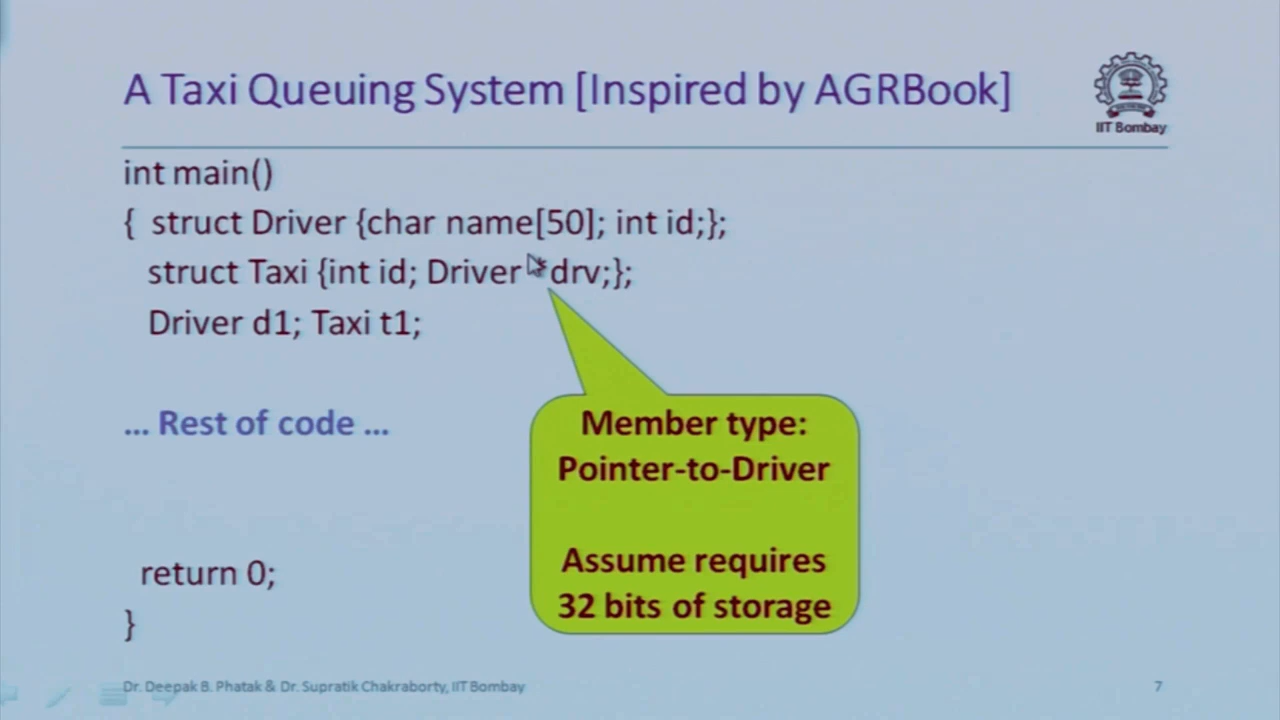 A Taxi Queuing System [Inspired by AGRBook]
IIT Bombay
int main()
{ struct Driver {char name[50]; int id;};
struct Taxi {int id; Driver *drv;};
Driver d1; Taxi t1;
Member type:
Pointer-to-Driver
Assume requires
32 bits of storage
... Rest of code ...
return 0;
}
Dr. Deepak B. Phatak & Dr. Supratik Chakraborty, IIT Bombay
7